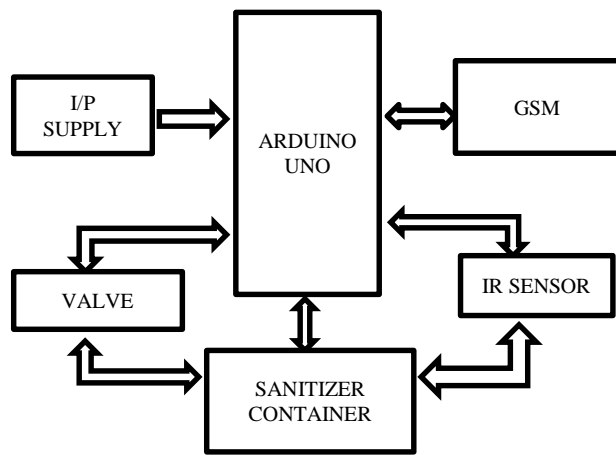 I/P
SUPPLY
ARDUINO
UNO
GSM
VALVE
IR SENSOR
SANITIZER
CONTAINER